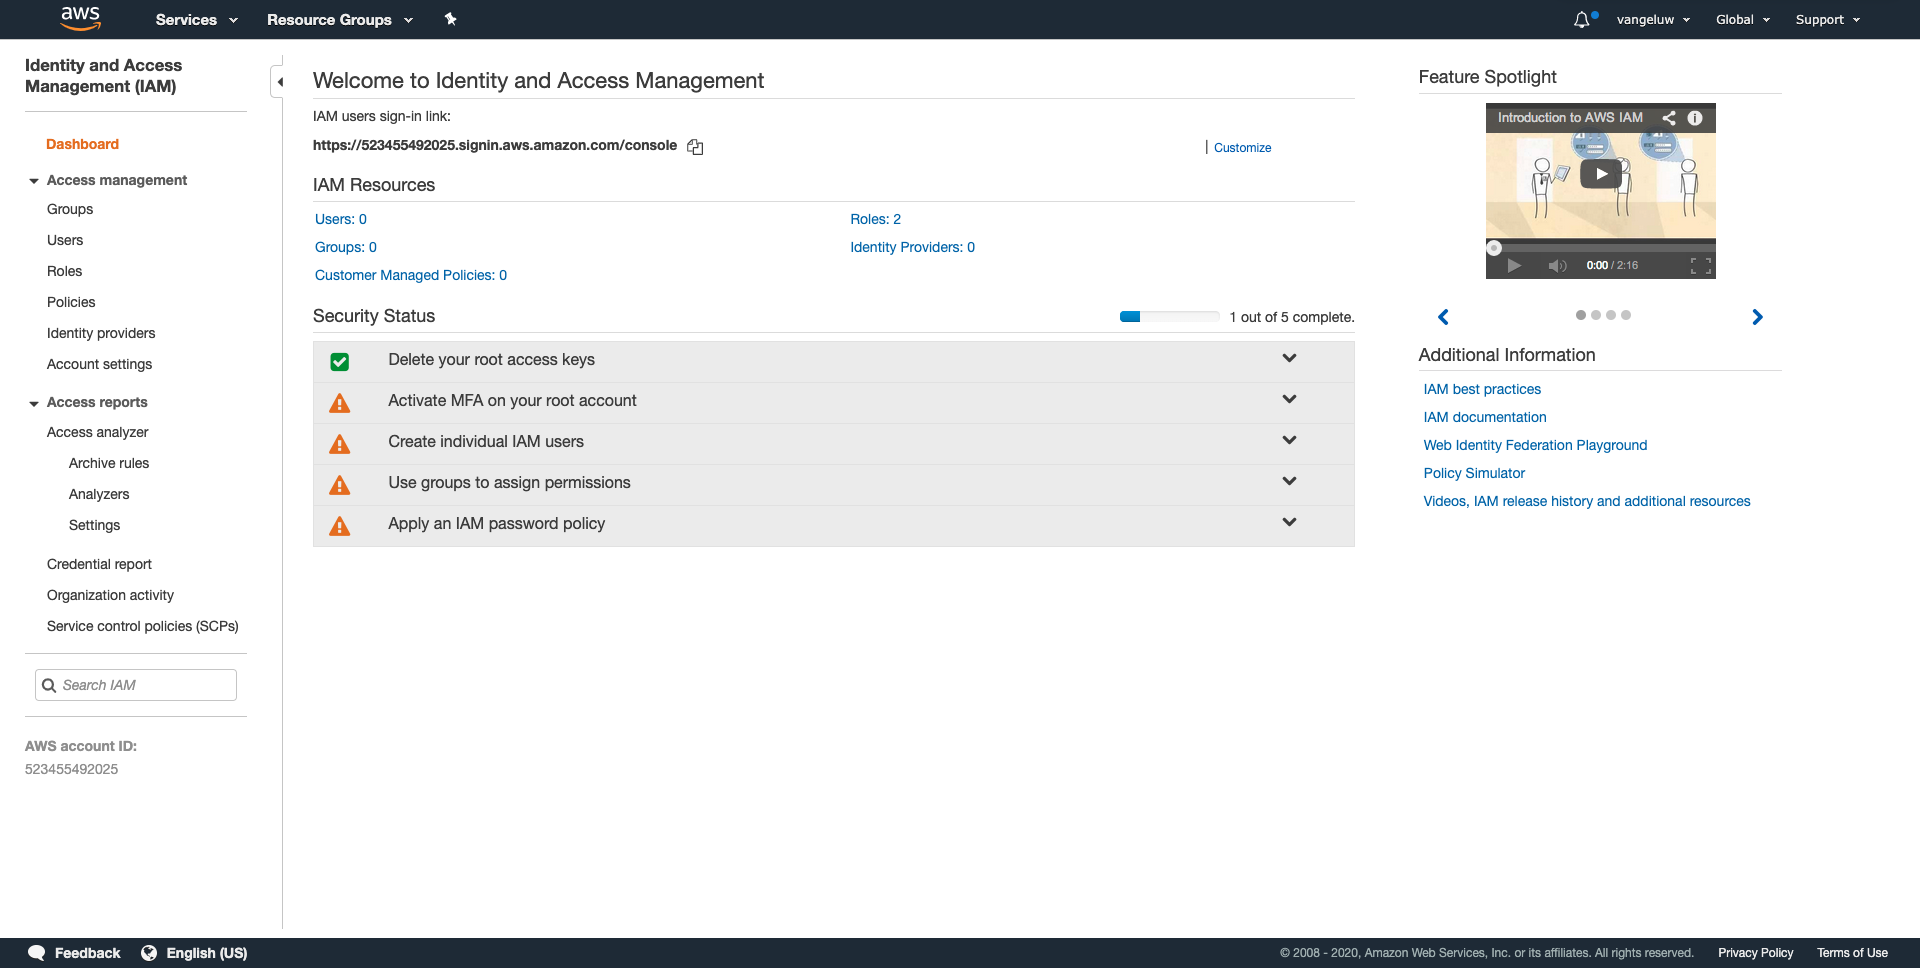 aws
Services
Resource Groups
vangeluw
Global
Support
Identity and Access
Management (IAM)
Dashboard
Access management
Groups
Users
Roles
Policies
Identity providers
Account settings
Access reports
Access analyzer
Archive rules
Analyzers
Settings
Credential report
Organization activity
Service control policies (SCPs)
Search IAM
AWS account ID:
523455492025
Welcome to Identity and Access Management
IAM users sign-in link:
https://523455492025.signin.aws.amazon.com/console
| Customize
IAM Resources
Users: 0
Roles: 2
Groups: 0
Identity Providers: 0
Customer Managed Policies: 0
Security Status
1 out of 5 complete.
Delete your root access keys
Activate MFA on your root account
Create individual IAM users
Use groups to assign permissions
Apply an IAM password policy
Feature Spotlight
Introduction to AWS IAM
0:00 / 2:16
Additional Information
IAM best practices
IAM documentation
Web Identity Federation Playground
Policy Simulator
Videos, IAM release history and additional resources
Feedback
English (US)
© 2008 - 2020, Amazon Web Services, Inc. or its affiliates. All rights reserved.
Privacy Policy
Terms of Use